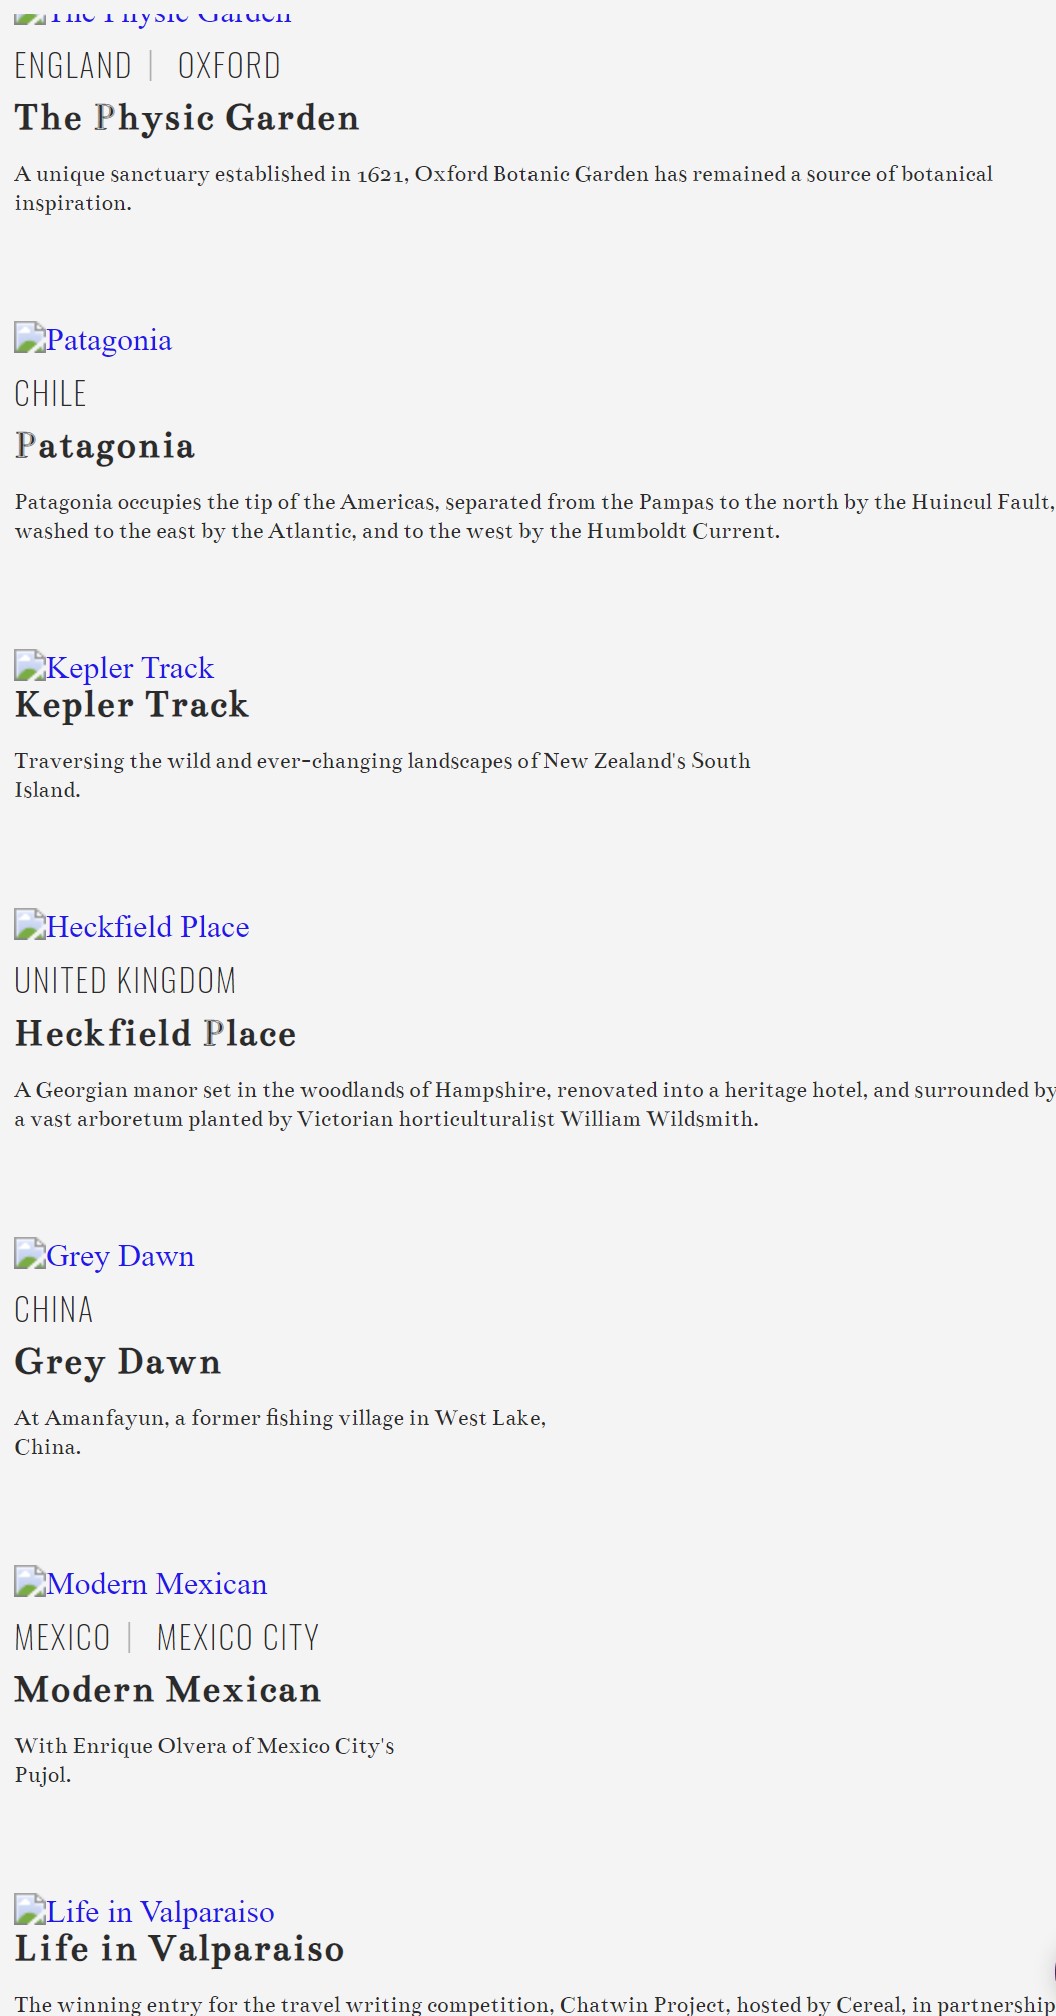 The Physic Garden
ENGLAND | OXFORD
The Physic Garden
A unique sanctuary established in 1621, Oxford Botanic Garden has remained a source of botanical
inspiration.
Patagonia
CHILE
Patagonia
Patagonia occupies the tip of the Americas, separated from the Pampas to the north by the Huincul Fault,
washed to the east by the Atlantic, and to the west by the Humboldt Current.
Kepler Track
Kepler Track
Traversing the wild and ever-changing landscapes of New Zealand's South
Island.
Heckfield Place
UNITED KINGDOM
Heckfield Place
A Georgian manor set in the woodlands of Hampshire, renovated into a heritage hotel, and surrounded by
a vast arboretum planted by Victorian horticulturalist William Wildsmith.
Grey Dawn
CHINA
Grey Dawn
At Amanfayun, a former fishing village in West Lake,
China.
Modern Mexican
MEXICO | MEXICO CITY
Modern Mexican
With Enrique Olvera of Mexico City's
Pujol.
Life in Valparaiso
Life in Valparaiso
The winning entry for the travel writing competition, Chatwin Project, hosted by Cereal, in partnership